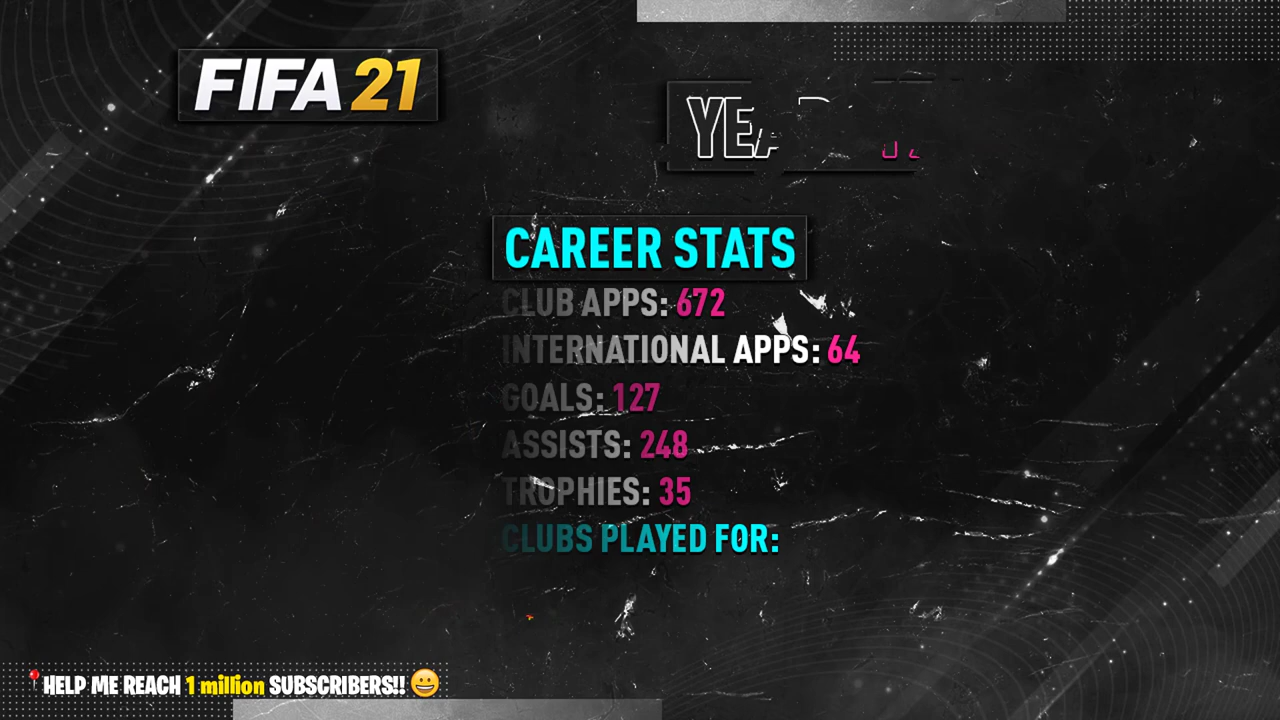 FIFA 21
CAREER STATS
CLUB APPS: 672
INTERNATIONAL APPS: 64
GOALS: 127
ASSISTS: 248
TROPHIES: 35
CLUBS PLAYED FOR:
HELP ME REACH 1 million SUBSCRIBERS!!